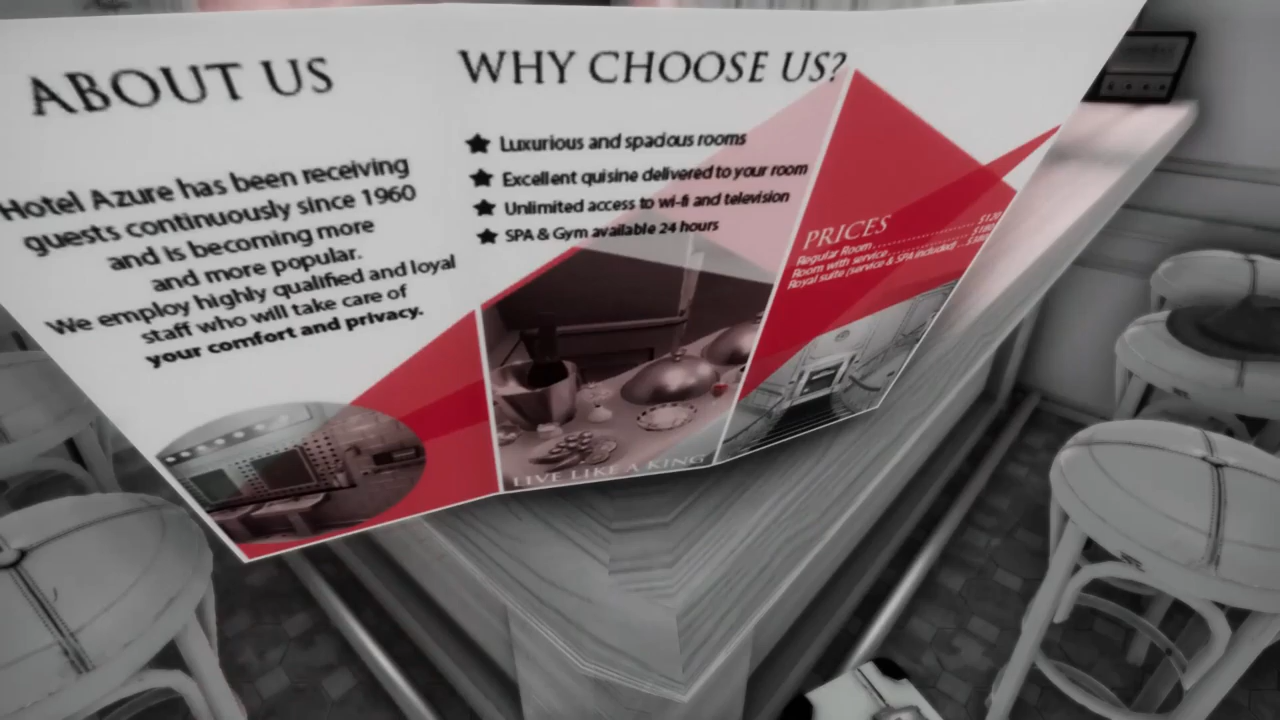 ABOUT US
Hotel Azure has been receiving
guests continuously since 1960
and is becoming more
and more popular.
We employ highly qualified and loyal
staff who will take care of
your comfort and privacy.
WHY CHOOSE US?
Luxurious and spacious rooms
Excellent quisine delivered to your room
Unlimited access to wi-fi and television
SPA & Gym available 24 hours
LIVE LIKE A KING
PRICES
Regular Room .................... $120
Room with service ................ $180
Royal suite (service & SPA included) ...